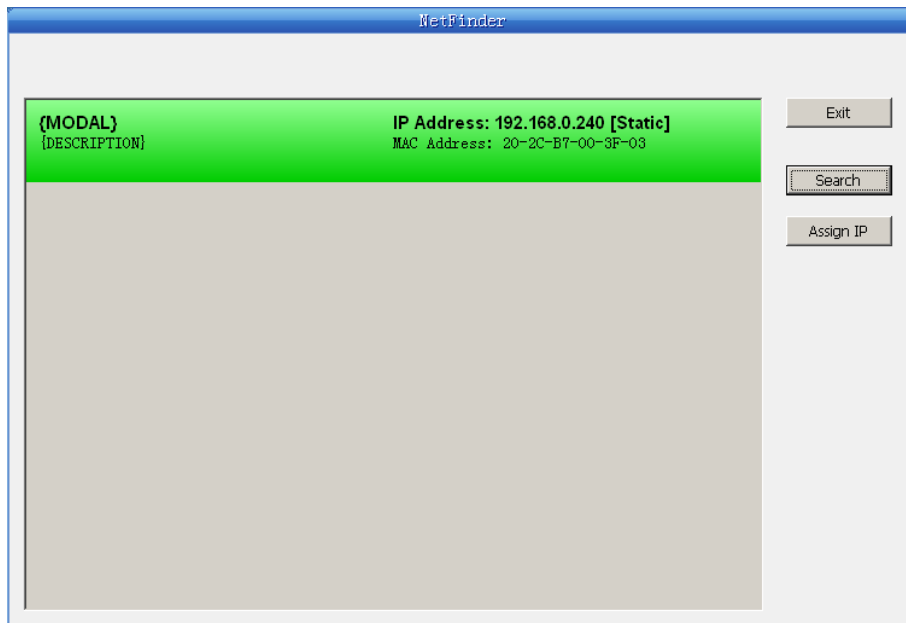 NetFinder
{MODAL}
IP Address: 192.168.0.240 [Static]
{DESCRIPTION}
MAC Address: 20-2C-B7-00-3F-03
Exit
Search
Assign IP